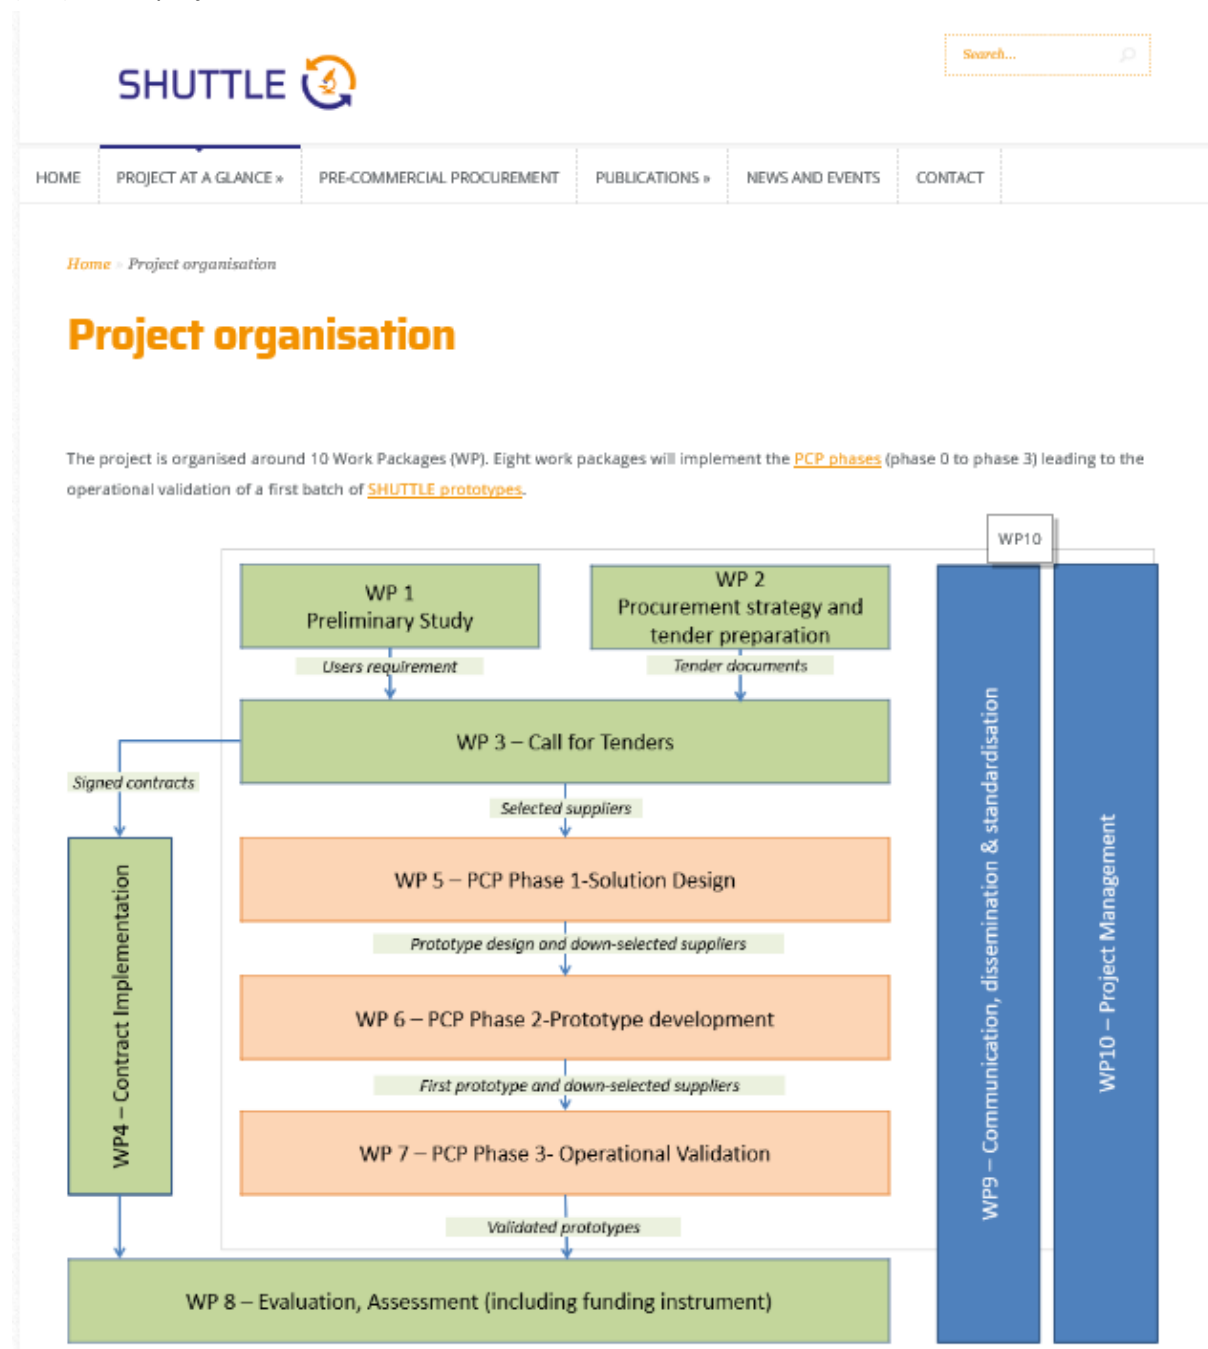 SHUTTLE
Search...
HOME
PROJECT AT A GLANCE »
PRE-COMMERCIAL PROCUREMENT
PUBLICATIONS »
NEWS AND EVENTS
CONTACT
Home » Project organisation
Project organisation
The project is organised around 10 Work Packages (WP). Eight work packages will implement the PCP phases (phase 0 to phase 3) leading to the
operational validation of a first batch of SHUTTLE prototypes.
WP10
WP 1
Preliminary Study
WP 2
Procurement strategy and
tender preparation
Users requirement
Tender documents
WP 3 – Call for Tenders
Signed contracts
Selected suppliers
WP4 – Contract Implementation
WP 5 – PCP Phase 1-Solution Design
Prototype design and down-selected suppliers
WP 6 – PCP Phase 2-Prototype development
First prototype and down-selected suppliers
WP 7 – PCP Phase 3- Operational Validation
Validated prototypes
WP 8 – Evaluation, Assessment (including funding instrument)
WP9 – Communication, dissemination & standardisation
WP10 – Project Management